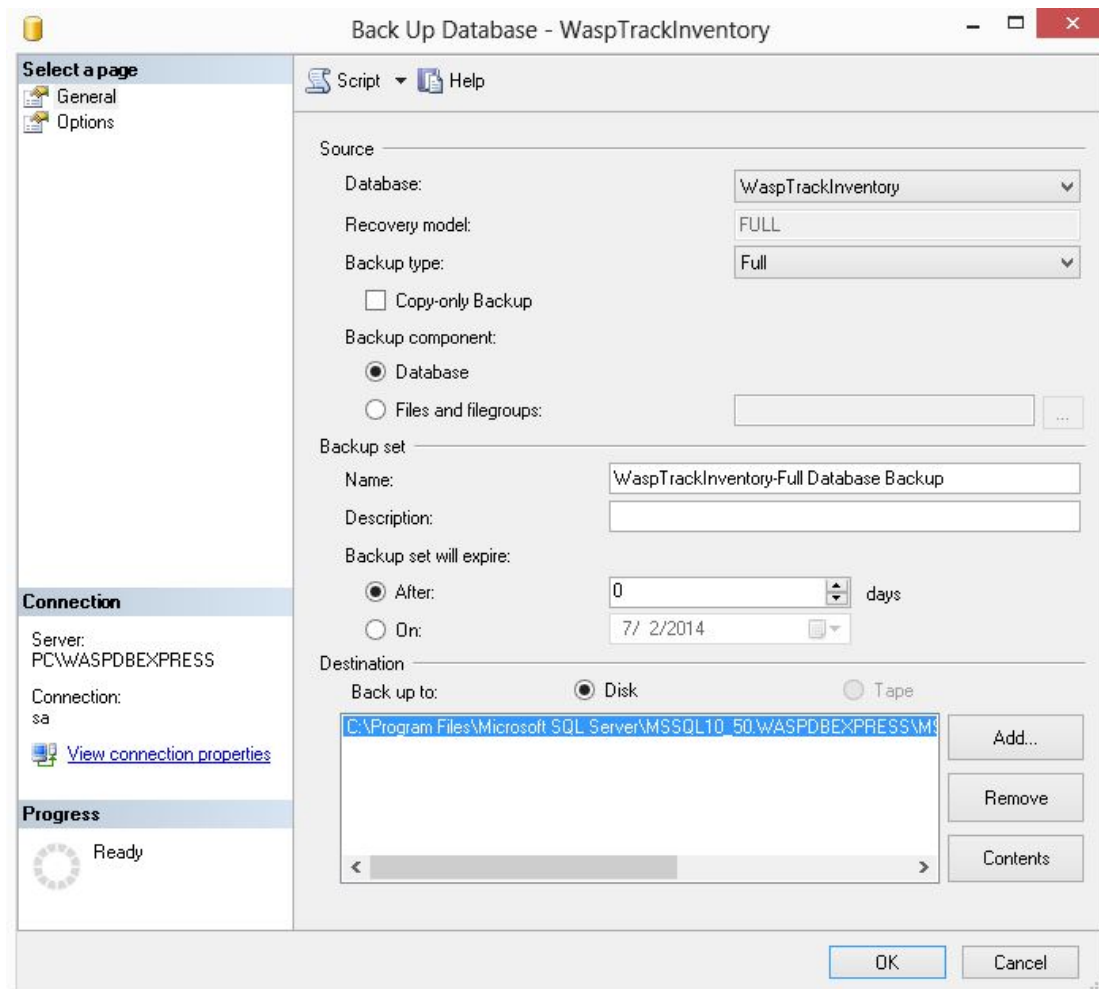 Back Up Database - WaspTrackInventory
Select a page
General
Options
Script
Help
Source
Database:
WaspTrackInventory
Recovery model:
FULL
Backup type:
Full
Copy-only Backup
Backup component:
Database
Files and filegroups:
...
Backup set
Name:
WaspTrackInventory-Full Database Backup
Description:
Backup set will expire:
After:
0
days
On:
7/ 2/2014
Destination
Back up to:
Disk
Tape
C:\Program Files\Microsoft SQL Server\MSSQL10_50.WASPDBEXPRESS\MS
Add...
Remove
Contents
Connection
Server:
PC\WASPDBEXPRESS
Connection:
sa
View connection properties
Progress
Ready
OK
Cancel